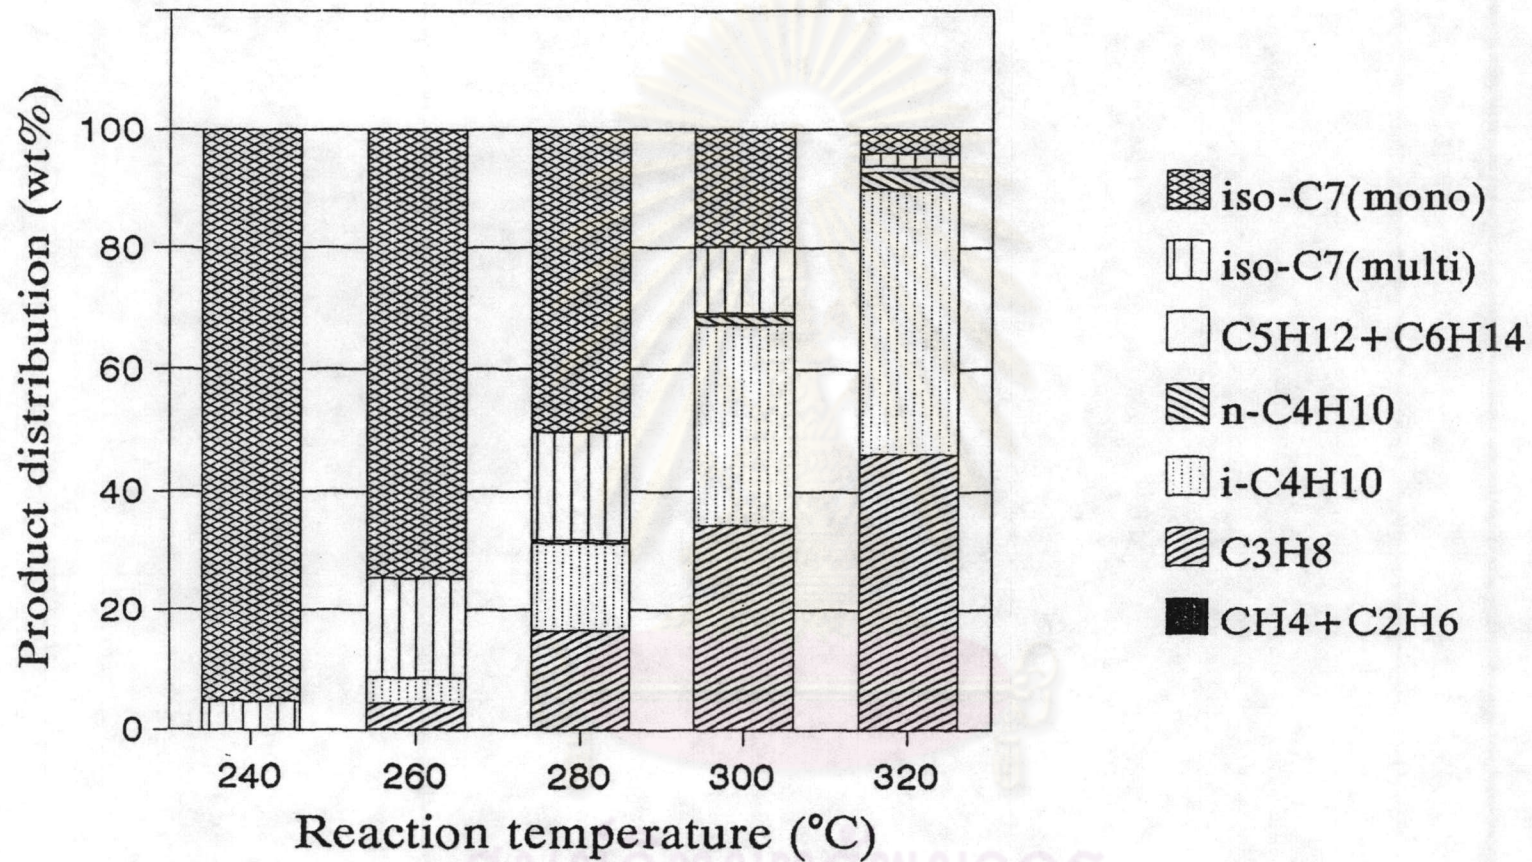 Product distribution (wt%)
100
80
60
40
20
0
240 260 280 300 320
Reaction temperature (°C)
iso-C7(mono)
iso-C7(multi)
C5H12+C6H14
n-C4H10
i-C4H10
C3H8
CH4+C2H6